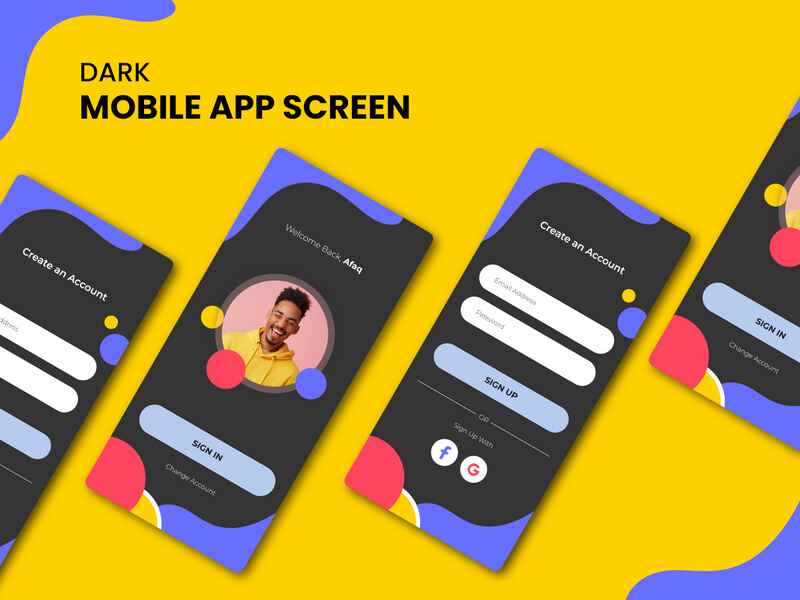 DARK
MOBILE APP SCREEN
Create an Account
ddress
Welcome Back, Afaq
SIGN IN
Change Account
Create an Account
Email Address
Password
SIGN UP
OR
Sign Up With
f
G
SIGN IN
Change Account